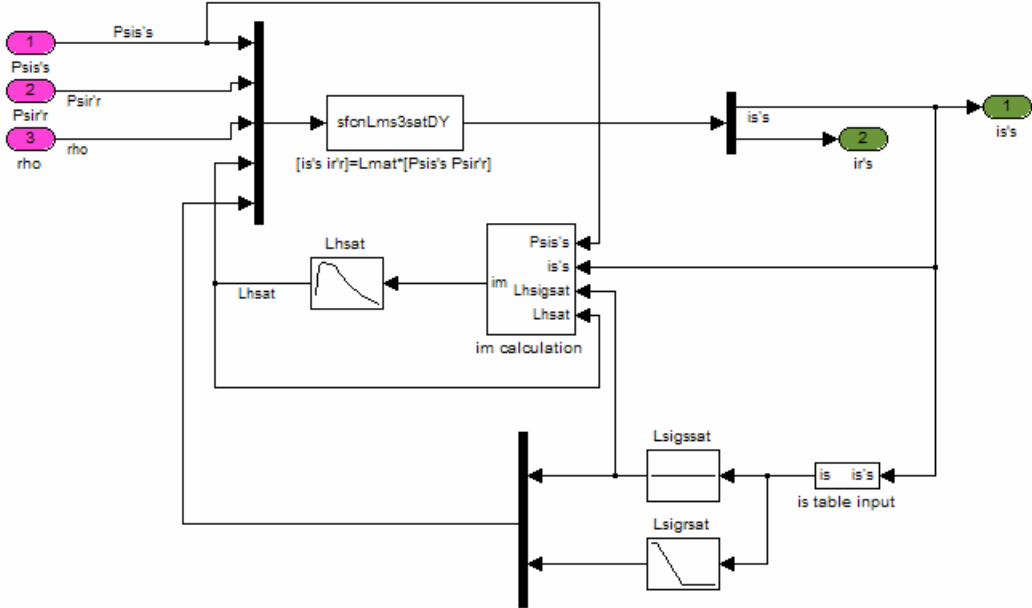 1
Psis's
Psis's
2
Psir'r
Psir'r
3
rho
rho
sfcnLms3satDY
[is's ir'r]=Lmat*[Psis's Psir'r]
is's
1
is's
2
ir's
Lhsat
Lhsat
Psis's
is's
im
Lhsigsat
Lhsat
im calculation
Lsigssat
is is's
is table input
Lsigrsat